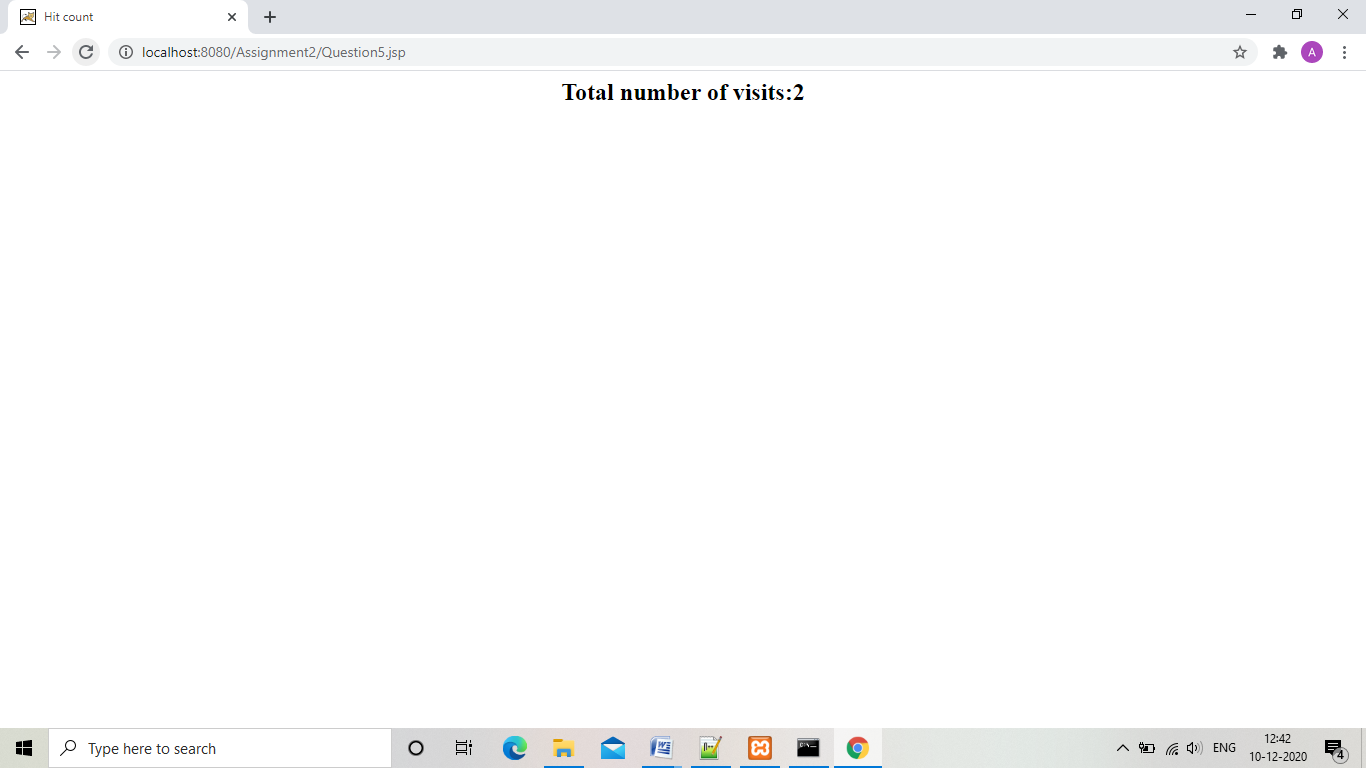 Hit count
localhost:8080/Assignment2/Question5.jsp
A
Total number of visits:2
Type here to search
ENG
12:42
10-12-2020
4